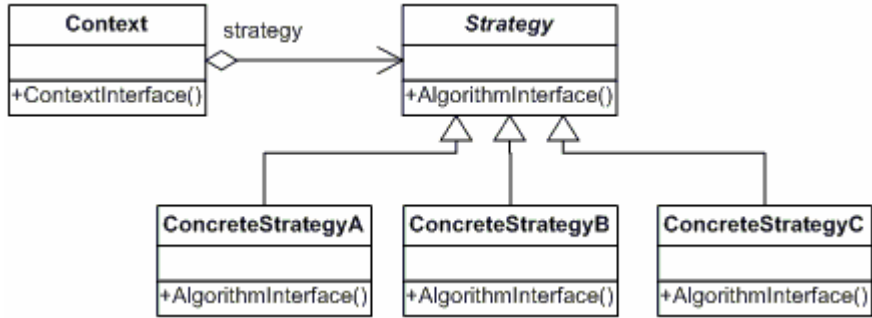 Context
strategy
Strategy
+ContextInterface()
+AlgorithmInterface()
ConcreteStrategyA
ConcreteStrategyB
ConcreteStrategyC
+AlgorithmInterface()
+AlgorithmInterface()
+AlgorithmInterface()